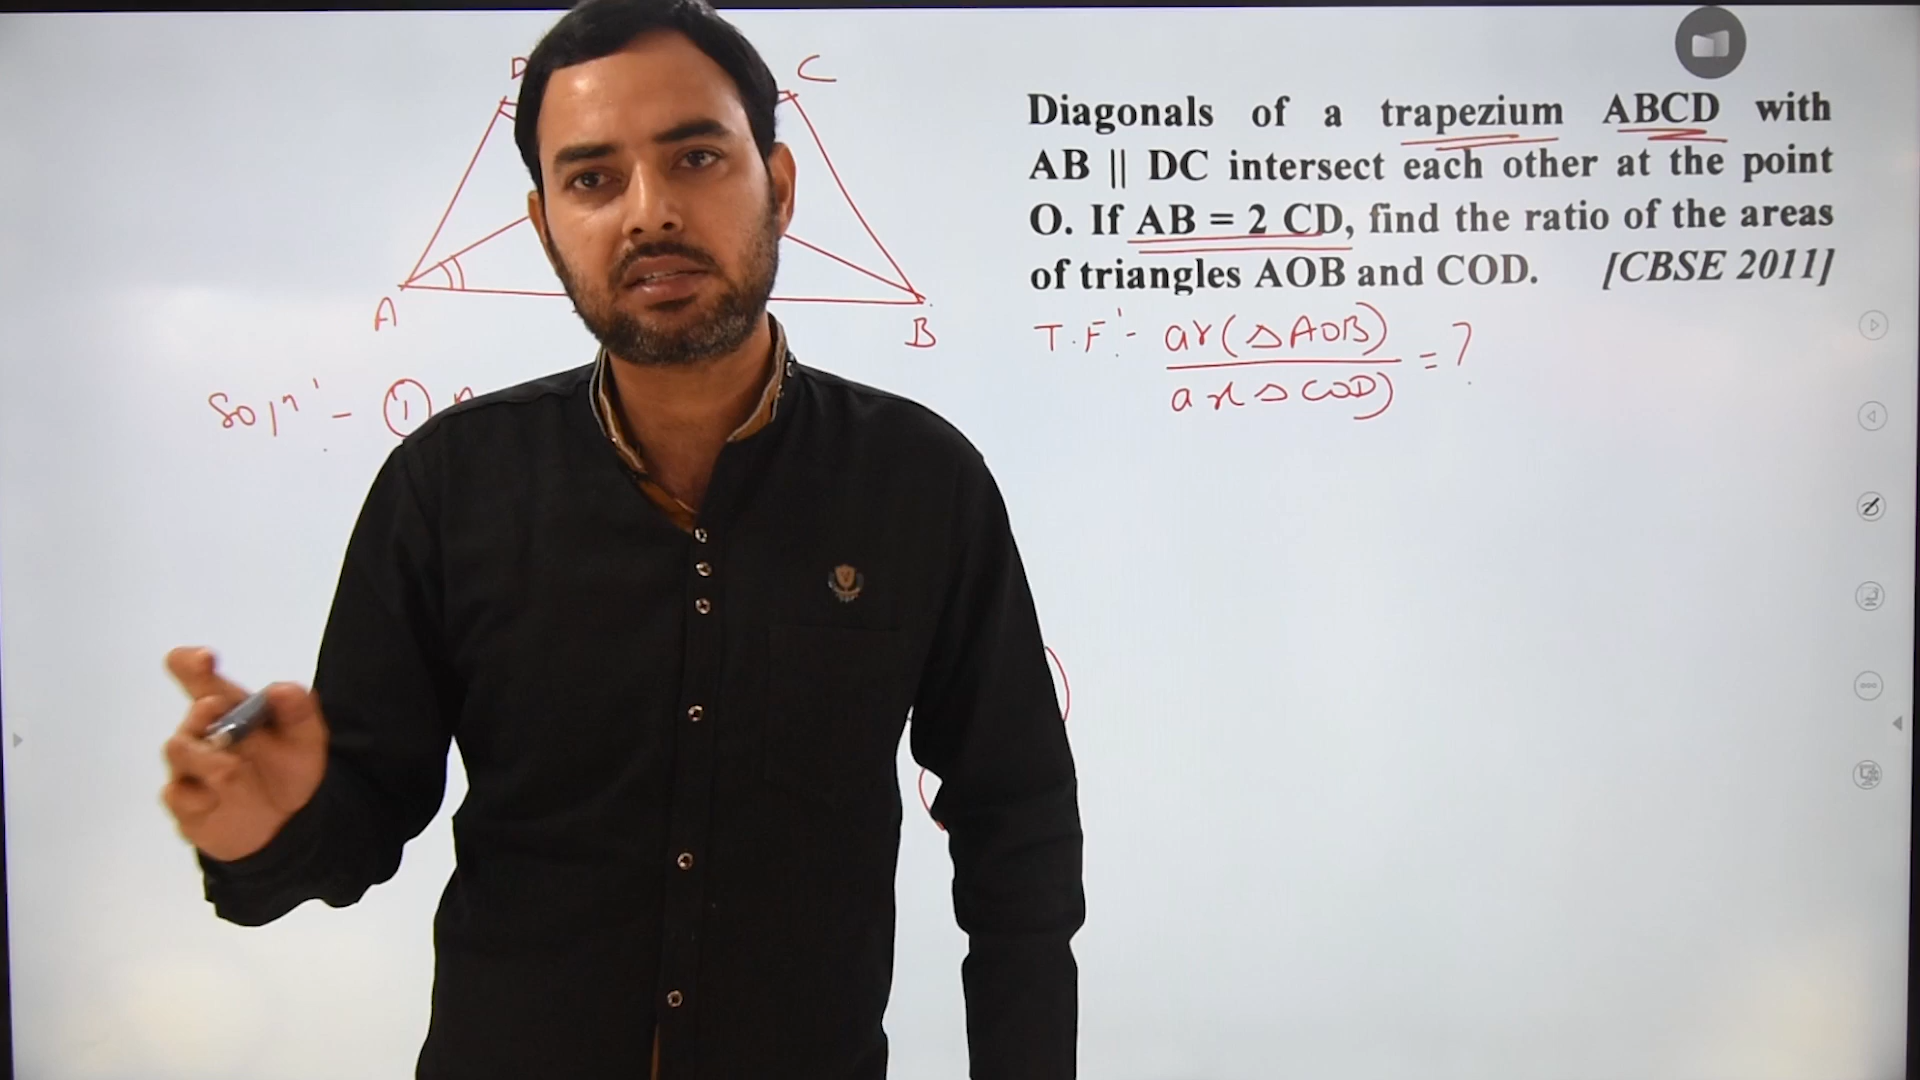 C
Diagonals of a trapezium ABCD with
AB || DC intersect each other at the point
O. If AB = 2 CD, find the ratio of the areas
of triangles AOB and COD. [CBSE 2011]
A
B
T.F:- ar(△AOB)
= ?
ar(△COD)
Sol^n:- ①